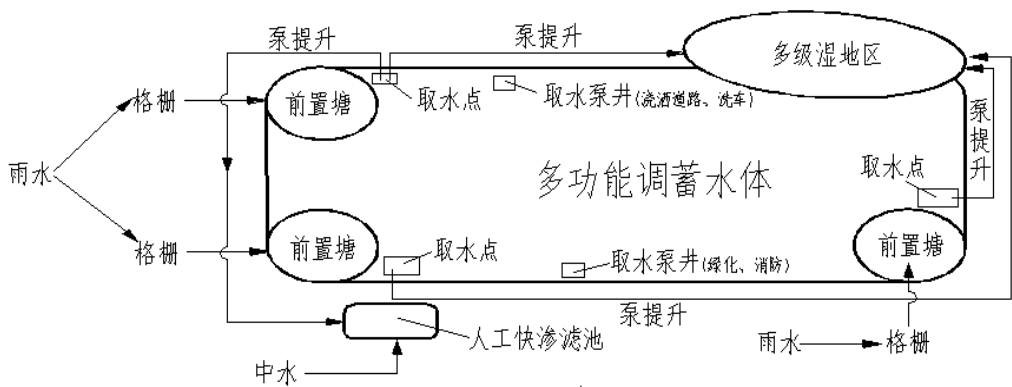 泵提升
泵提升
多级湿地区
格栅
前置塘
取水点
取水泵井(浇洒道路、洗车)
泵提升
雨水
多功能调蓄水体
取水点
格栅
前置塘
取水点
取水泵井(绿化、消防)
前置塘
泵提升
人工快渗滤池
雨水
格栅
中水